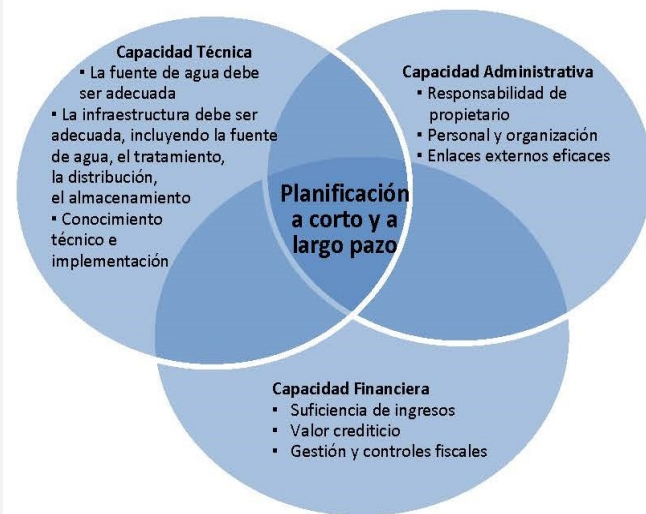 Capacidad Técnica
▪ La fuente de agua debe
ser adecuada
▪ La infraestructura debe ser
adecuada, incluyendo la fuente
de agua, el tratamiento,
la distribución,
el almacenamiento
▪ Conocimiento
técnico e
implementación
Capacidad Administrativa
▪ Responsabilidad de
propietario
▪ Personal y organización
▪ Enlaces externos eficaces
Planificación
a corto y a
largo pazo
Capacidad Financiera
▪ Suficiencia de ingresos
▪ Valor crediticio
▪ Gestión y controles fiscales